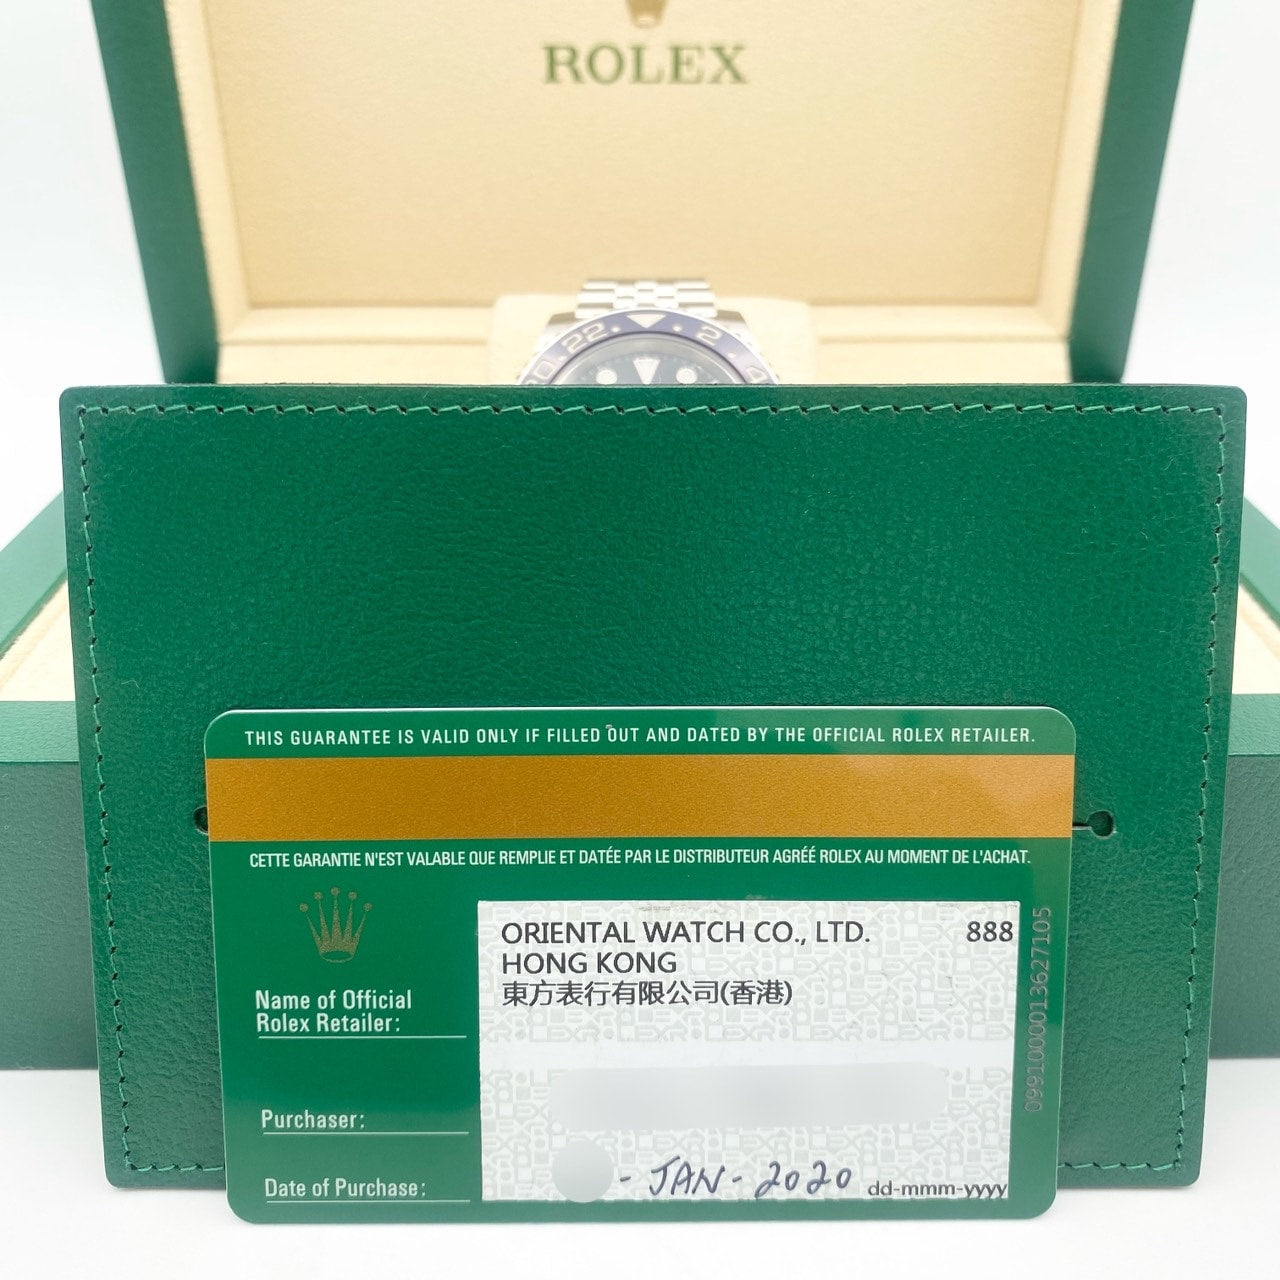 ROLEX
22 2
THIS GUARANTEE IS VALID ONLY IF FILLED OUT AND DATED BY THE OFFICIAL ROLEX RETAILER.
CETTE GARANTIE N'EST VALABLE QUE REMPLIE ET DATÉE PAR LE DISTRIBUTEUR AGRÉÉ ROLEX AU MOMENT DE L'ACHAT.
ORIENTAL WATCH CO., LTD. 888
HONG KONG
東方表行有限公司(香港)
Name of Official
Rolex Retailer:
0991000013627105
Purchaser:
Date of Purchase: - JAN - 2020 dd-mmm-yyyy